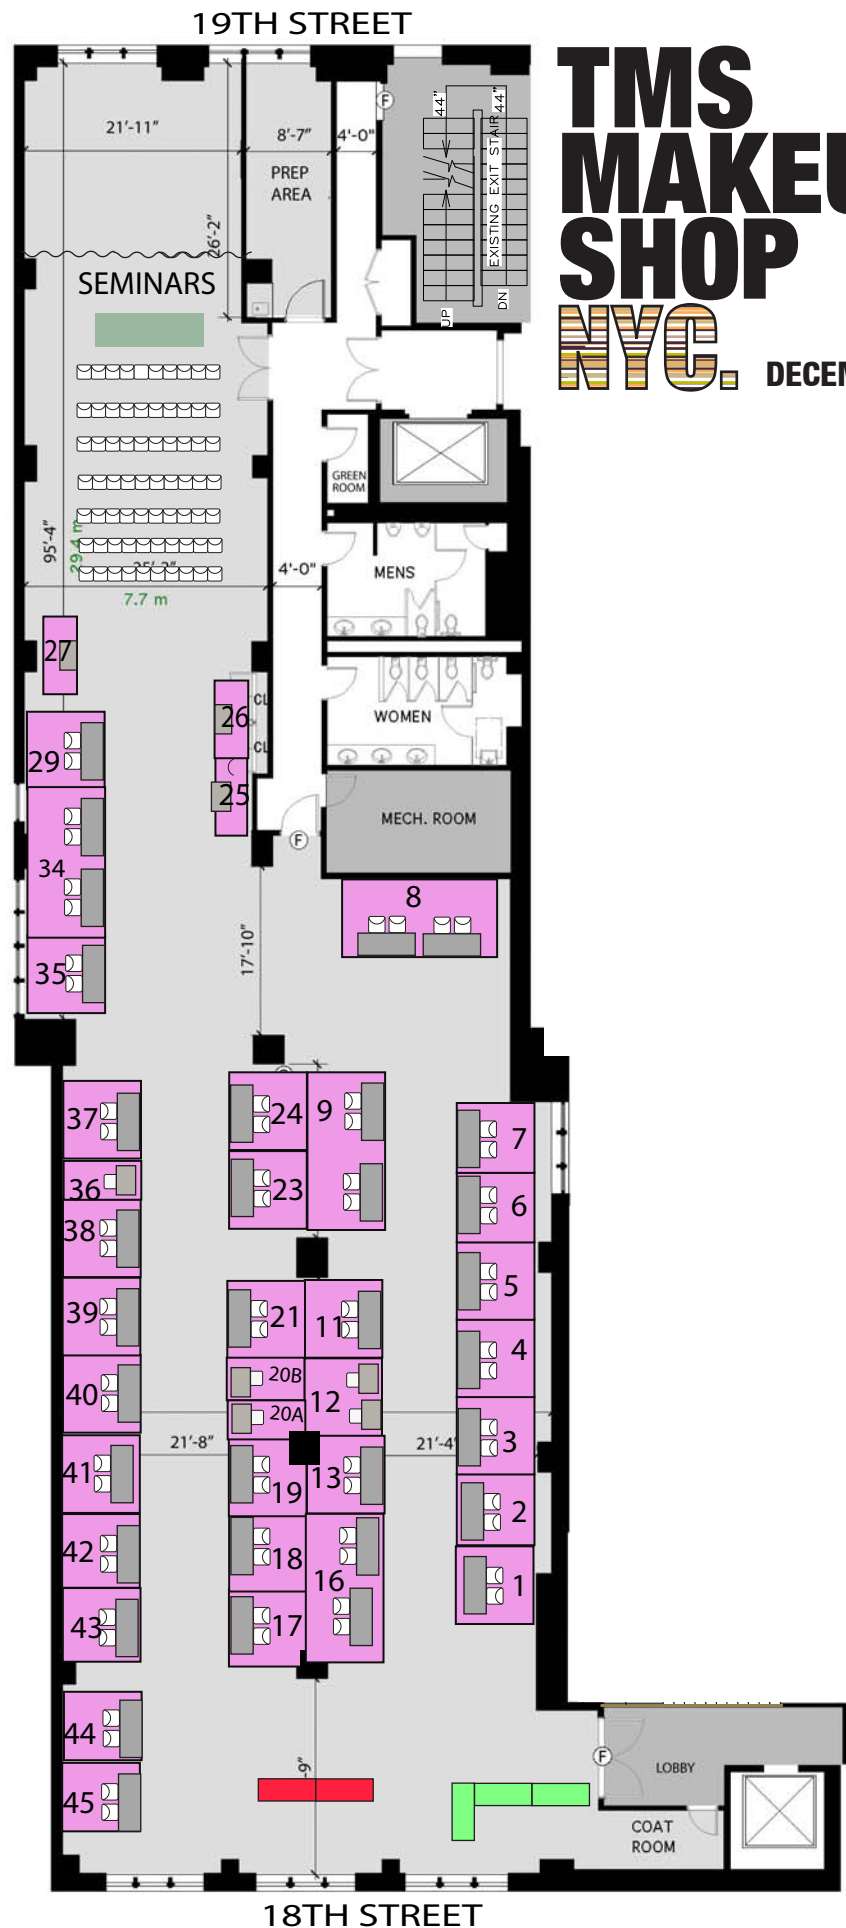 19TH STREET
TMS
MAKEU
SHOP
NYC.
DECEN
21'-11"
8'-7"
4'-0"
PREP
AREA
F
44"
44"
EXISTING EXIT STAIR
UP
DN
26'-2"
SEMINARS
GREEN
ROOM
95'-4"
29.4 m
7.7 m
4'-0"
MENS
27
26
CL
CL
25
WOMEN
29
34
35
MECH. ROOM
F
8
17'-10"
37
36
38
39
40
41
42
43
44
45
24
9
23
21
11
20B
12
20A
21'-8"
21'-4"
19
13
18
16
17
7
6
5
4
3
2
1
-9"
F
LOBBY
COAT
ROOM
18TH STREET